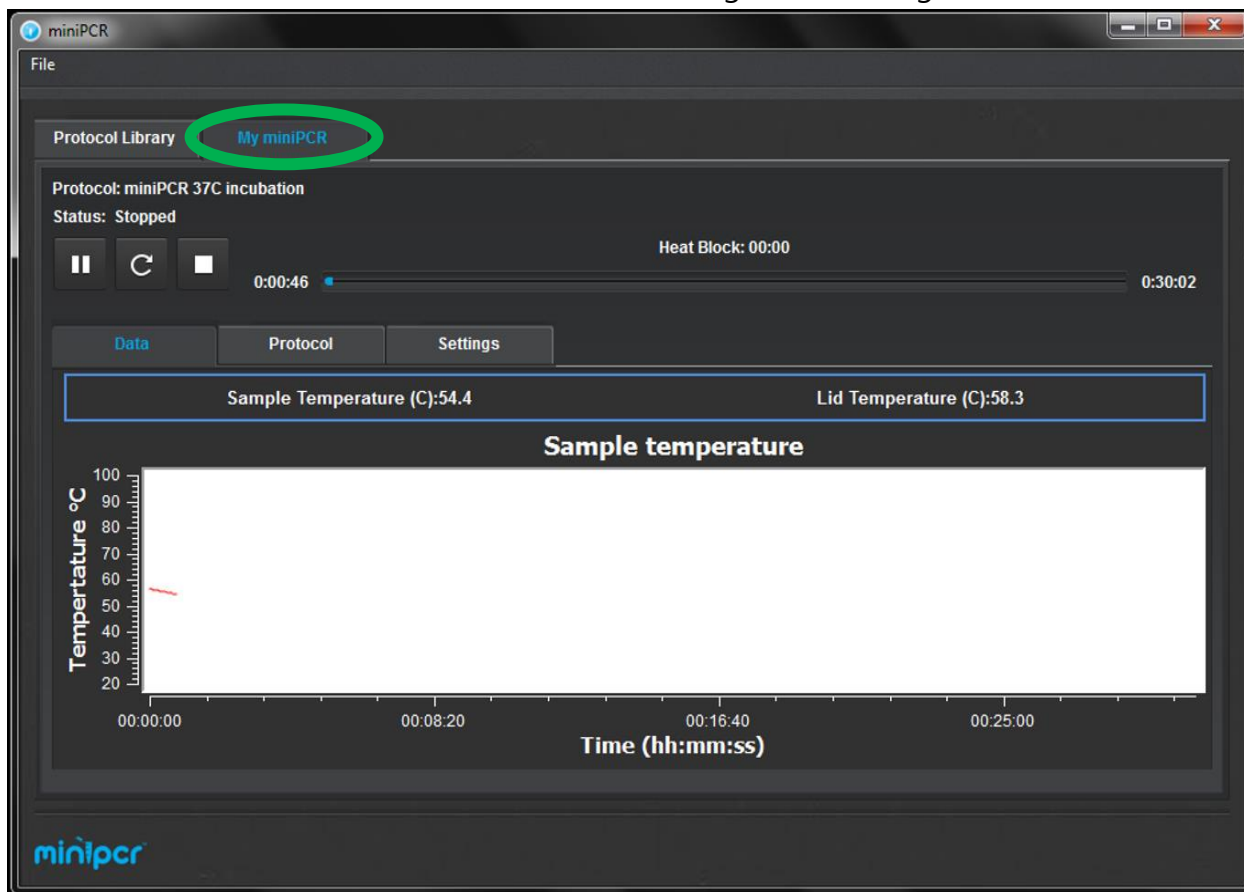 miniPCR
File
Protocol Library My miniPCR
Protocol: miniPCR 37C incubation
Status: Stopped
Heat Block: 00:00
0:00:46 0:30:02
Data Protocol Settings
Sample Temperature (C):54.4 Lid Temperature (C):58.3
Sample temperature
Tempertature ºC
100
90
80
70
60
50
40
30
20
00:00:00 00:08:20 00:16:40 00:25:00
Time (hh:mm:ss)
minipcr